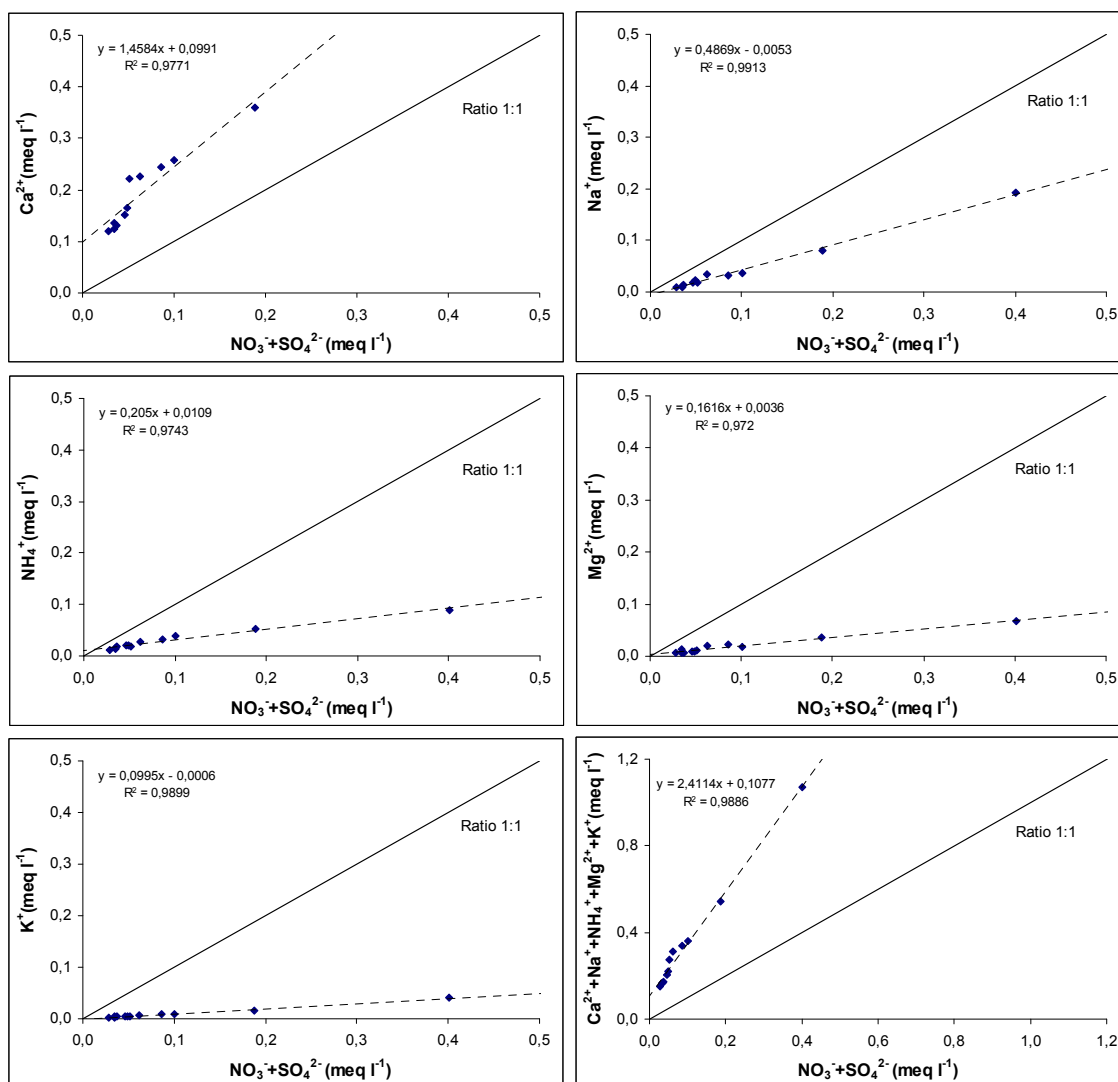 y = 1,4584x + 0,0991
R² = 0,9771
Ratio 1:1
Ca²⁺(meq l⁻¹)
0,5
0,4
0,3
0,2
0,1
0,0
0,0 0,1 0,2 0,3 0,4 0,5
NO₃⁻+SO₄²⁻(meq l⁻¹)
y = 0,4869x - 0,0053
R² = 0,9913
Ratio 1:1
Na⁺(meq l⁻¹)
0,5
0,4
0,3
0,2
0,1
0,0
0,0 0,1 0,2 0,3 0,4 0,5
NO₃⁻+SO₄²⁻(meq l⁻¹)
y = 0,205x + 0,0109
R² = 0,9743
Ratio 1:1
NH₄⁺(meq l⁻¹)
0,5
0,4
0,3
0,2
0,1
0,0
0,0 0,1 0,2 0,3 0,4 0,5
NO₃⁻+SO₄²⁻(meq l⁻¹)
y = 0,1616x + 0,0036
R² = 0,972
Ratio 1:1
Mg²⁺(meq l⁻¹)
0,5
0,4
0,3
0,2
0,1
0,0
0,0 0,1 0,2 0,3 0,4 0,5
NO₃⁻+SO₄²⁻(meq l⁻¹)
y = 0,0995x - 0,0006
R² = 0,9899
Ratio 1:1
K⁺(meq l⁻¹)
0,5
0,4
0,3
0,2
0,1
0,0
0,0 0,1 0,2 0,3 0,4 0,5
NO₃⁻+SO₄²⁻(meq l⁻¹)
y = 2,4114x + 0,1077
R² = 0,9886
Ratio 1:1
Ca²⁺+Na⁺+NH₄⁺+Mg²⁺+K⁺(meq l⁻¹)
1,2
0,8
0,4
0,0
0,0 0,2 0,4 0,6 0,8 1,0 1,2
NO₃⁻+SO₄²⁻(meq l⁻¹)